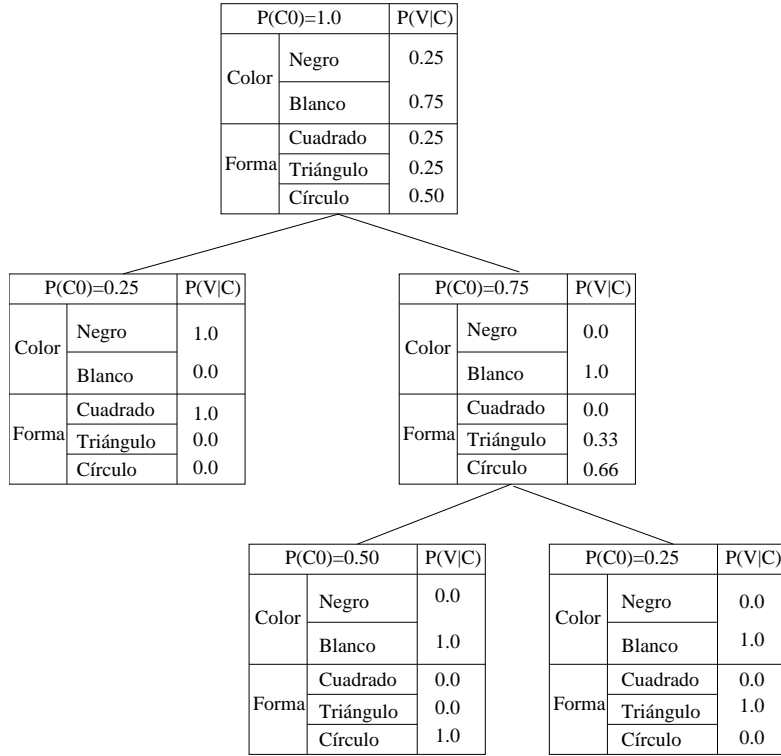 P(C0)=1.0 P(V|C)
Color Negro 0.25
Blanco 0.75
Forma Cuadrado 0.25
Triángulo 0.25
Círculo 0.50
P(C0)=0.25 P(V|C)
Color Negro 1.0
Blanco 0.0
Forma Cuadrado 1.0
Triángulo 0.0
Círculo 0.0
P(C0)=0.75 P(V|C)
Color Negro 0.0
Blanco 1.0
Forma Cuadrado 0.0
Triángulo 0.33
Círculo 0.66
P(C0)=0.50 P(V|C)
Color Negro 0.0
Blanco 1.0
Forma Cuadrado 0.0
Triángulo 0.0
Círculo 1.0
P(C0)=0.25 P(V|C)
Color Negro 0.0
Blanco 1.0
Forma Cuadrado 0.0
Triángulo 1.0
Círculo 0.0